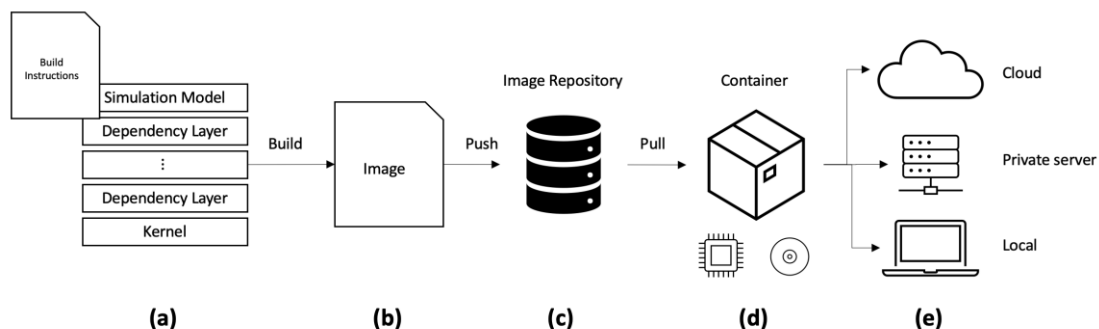 Build
Instructions
Simulation Model
Dependency Layer
⋮
Dependency Layer
Kernel
Build
Image
Push
Image Repository
Pull
Container
Cloud
Private server
Local
(a)
(b)
(c)
(d)
(e)